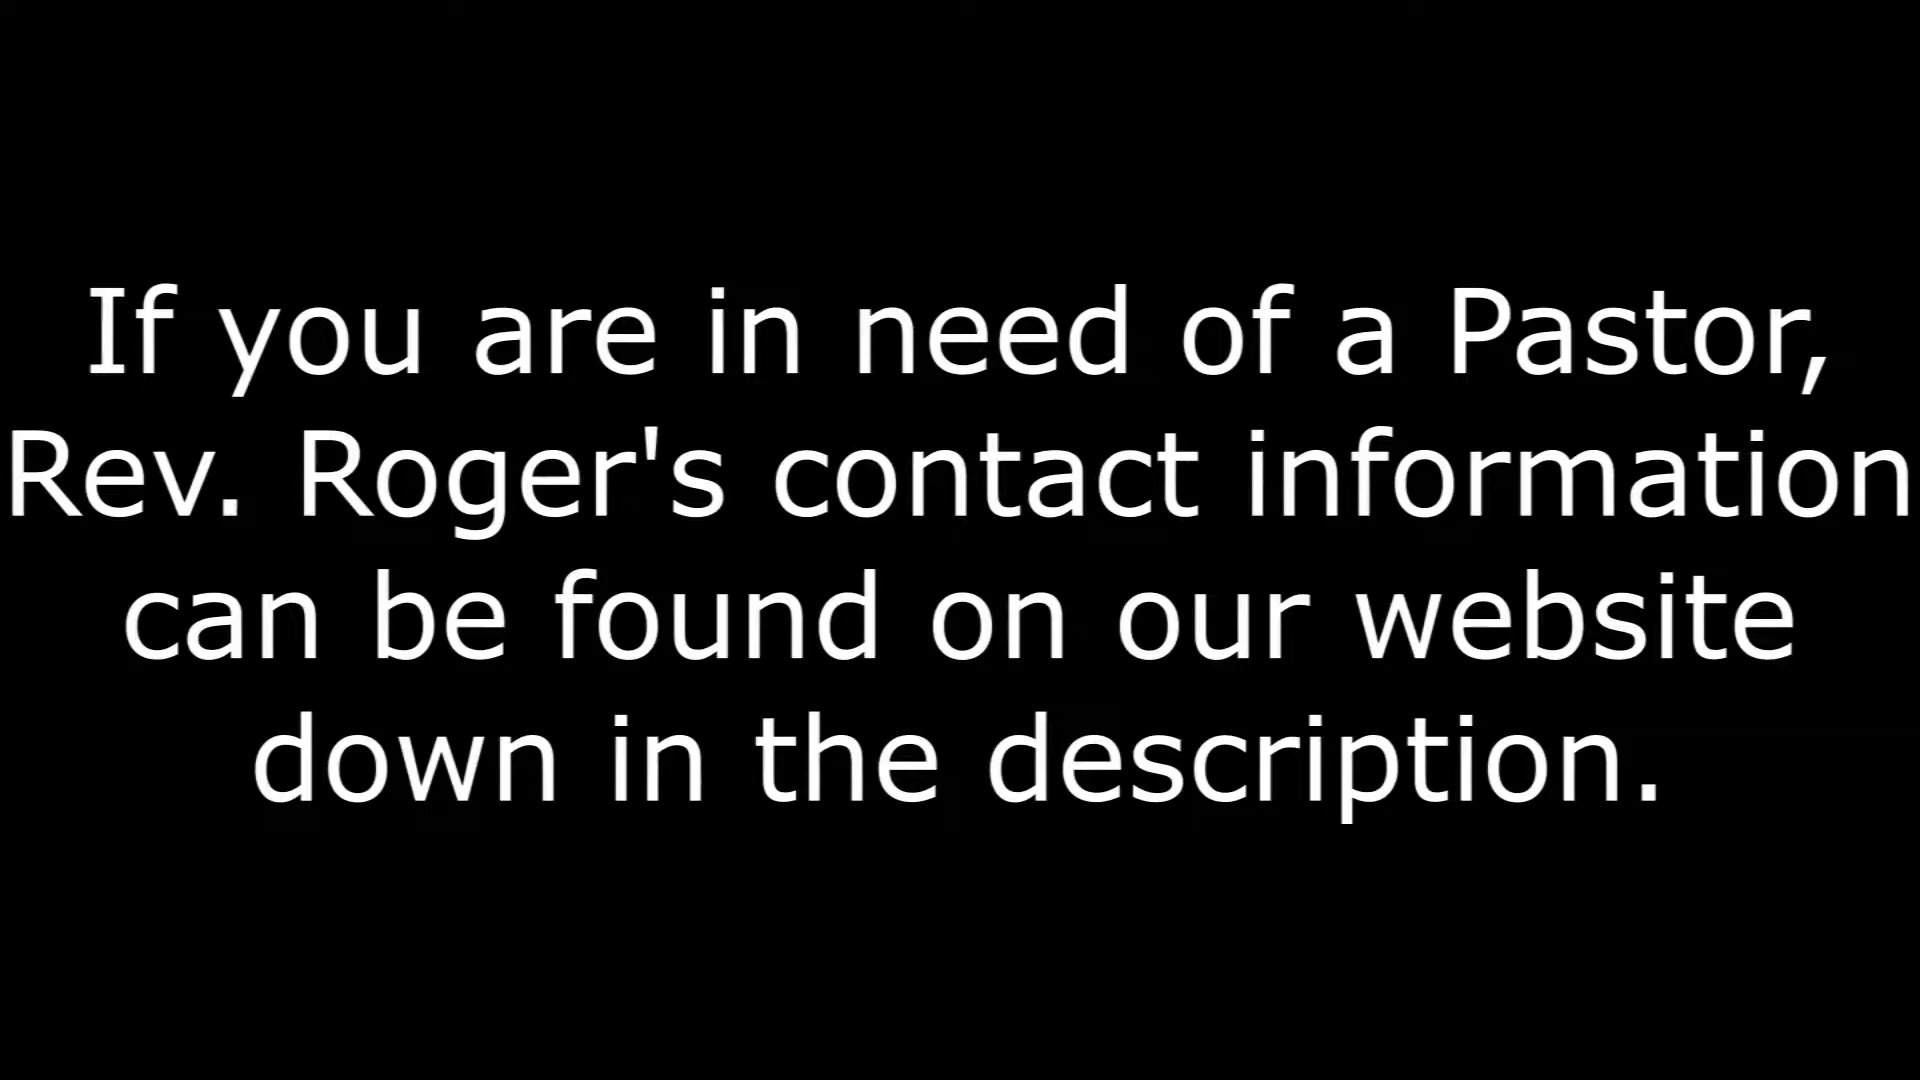 If you are in need of a Pastor,
Rev. Roger's contact information
can be found on our website
down in the description.